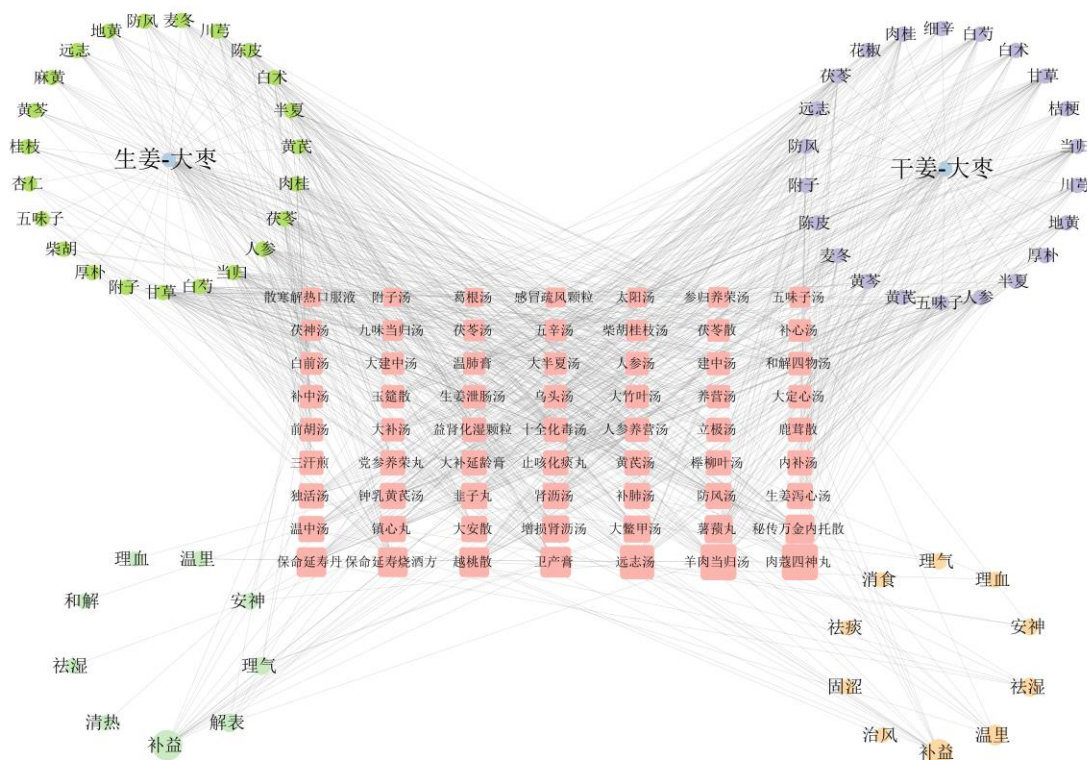 防风
麦冬
川芎
地黄
陈皮
远志
白术
麻黄
半夏
黄芩
黄芪
生姜-大枣
桂枝
肉桂
杏仁
茯苓
五味子
柴胡
人参
厚朴
当归
附子
甘草
白芍
肉桂
细辛
白芍
花椒
白术
茯苓
甘草
远志
桔梗
防风
当归
干姜-大枣
附子
川芎
陈皮
地黄
麦冬
厚朴
黄芩
半夏
黄芪
五味子
人参
散寒解热口服液 附子汤 葛根汤 感冒疏风颗粒 太阳汤 参归养荣汤 五味子汤
茯神汤 九味当归汤 茯苓汤 五辛汤 柴胡桂枝汤 茯苓散 补心汤
白前汤 大建中汤 温肺膏 大半夏汤 人参汤 建中汤 和解四物汤
补中汤 玉篚散 生姜泄肠汤 乌头汤 大竹叶汤 养营汤 大定心汤
前胡汤 大补汤 益肾化湿颗粒 十全化毒汤 人参养营汤 立极汤 鹿茸散
三汗煎 党参养荣丸 大补延龄膏 止咳化痰丸 黄芪汤 榉柳叶汤 内补汤
独活汤 钟乳黄芪汤 韭子丸 肾沥汤 补肺汤 防风汤 生姜泻心汤
温中汤 镇心丸 大安散 增损肾沥汤 大鳖甲汤 薯蓣丸 秘传万金内托散
保命延寿丹 保命延寿烧酒方 越桃散 卫产膏 远志汤 羊肉当归汤 肉蔻四神丸
理血
温里
和解
安神
祛湿
理气
清热
解表
补益
理气
消食
理血
祛痰
安神
固涩
祛湿
治风
温里
补益